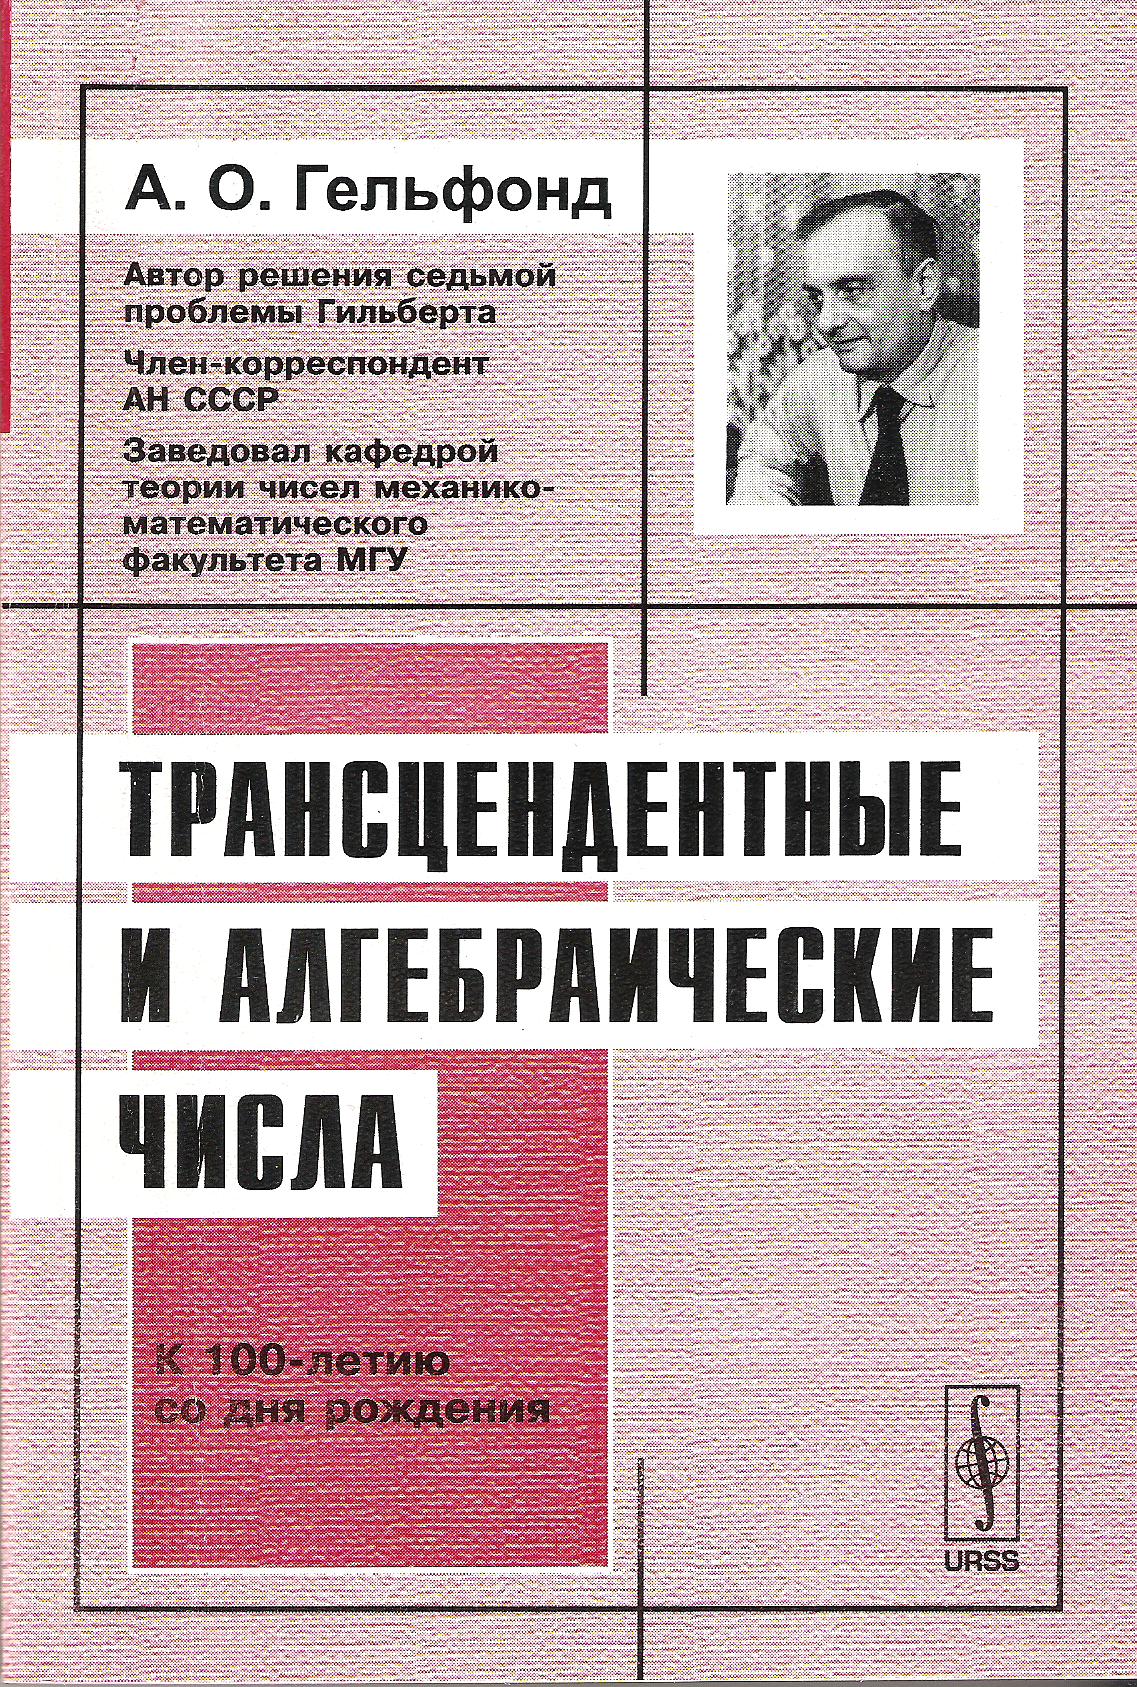 А. О. Гельфонд
Автор решения седьмой
проблемы Гильберта
Член-корреспондент
АН СССР
Заведовал кафедрой
теории чисел механико-
математического
факультета МГУ
ТРАНСЦЕНДЕНТНЫЕ
И АЛГЕБРАИЧЕСКИЕ
ЧИСЛА
К 100-летию
со дня рождения
URSS